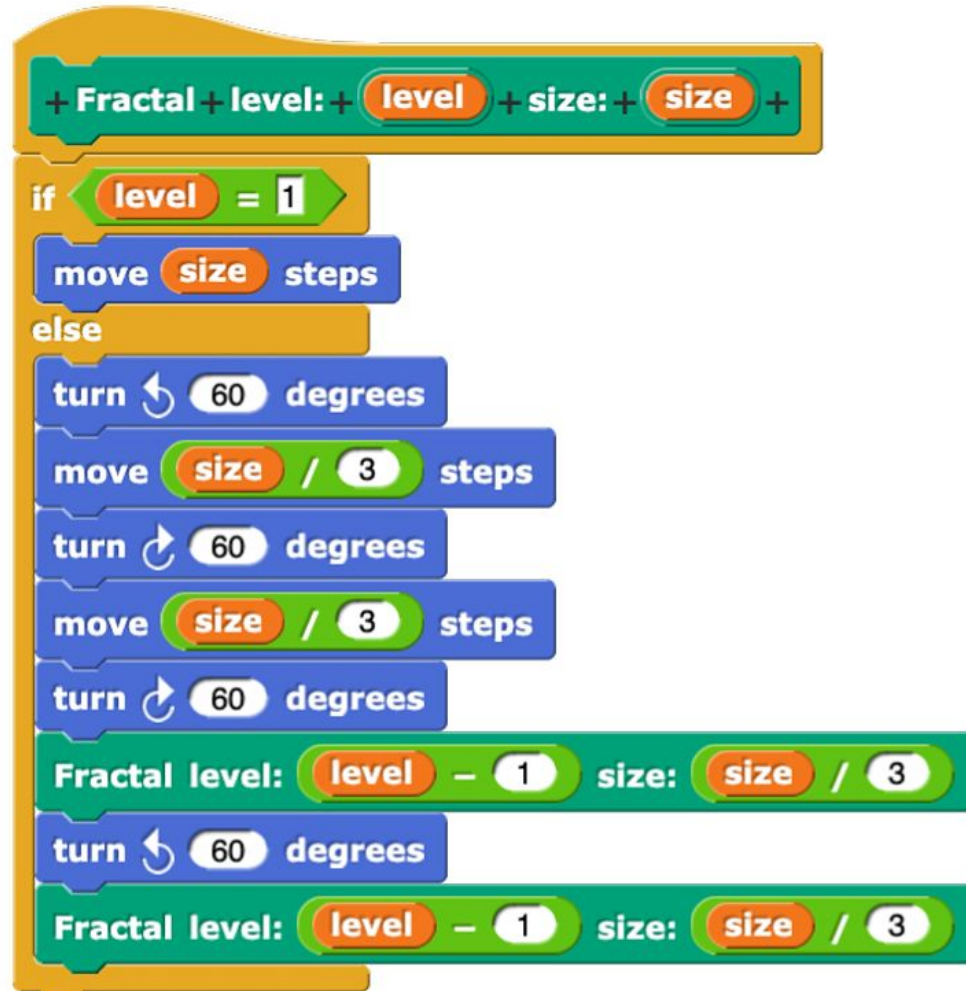 + Fractal + level: + level + size: + size +
if level = 1
move size steps
else
turn 60 degrees
move size / 3 steps
turn 60 degrees
move size / 3 steps
turn 60 degrees
Fractal level: level - 1 size: size / 3
turn 60 degrees
Fractal level: level - 1 size: size / 3